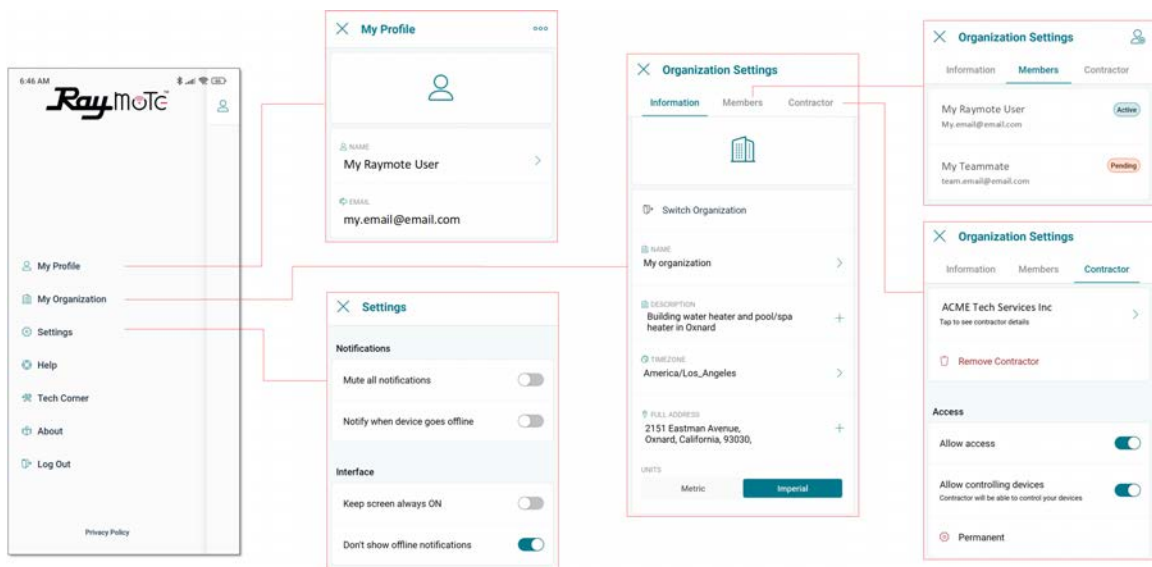 6:46 AM
RayMoTe™
My Profile
My Organization
Settings
Help
Tech Corner
About
Log Out
Privacy Policy
My Profile
NAME
My Raymote User
EMAIL
my.email@email.com
Settings
Notifications
Mute all notifications
Notify when device goes offline
Interface
Keep screen always ON
Don't show offline notifications
Organization Settings
Information Members Contractor
Switch Organization
NAME
My organization
DESCRIPTION
Building water heater and pool/spa
heater in Oxnard
TIMEZONE
America/Los_Angeles
FULL ADDRESS
2151 Eastman Avenue,
Oxnard, California, 93030,
UNITS
Metric Imperial
Organization Settings
Information Members Contractor
My Raymote User Active
My.email@email.com
My Teammate Pending
team.email@email.com
Organization Settings
Information Members Contractor
ACME Tech Services Inc
Tap to see contractor details
Remove Contractor
Access
Allow access
Allow controlling devices
Contractor will be able to control your devices
Permanent